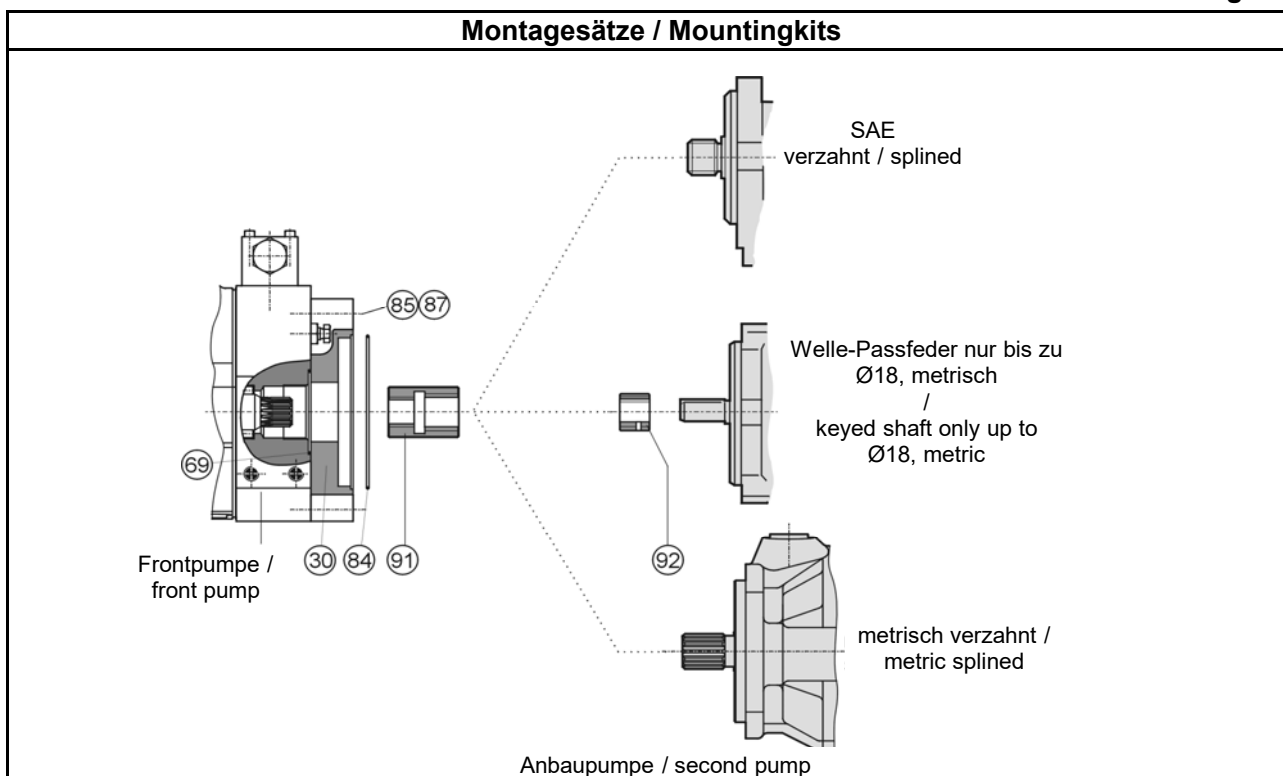 Montagesätze / Mountingkits
SAE
verzahnt / splined
85 87
Welle-Passfeder nur bis zu
Ø18, metrisch
/
keyed shaft only up to
Ø18, metric
69
Frontpumpe /
front pump
30 84 91 92
metrisch verzahnt /
metric splined
Anbaupumpe / second pump